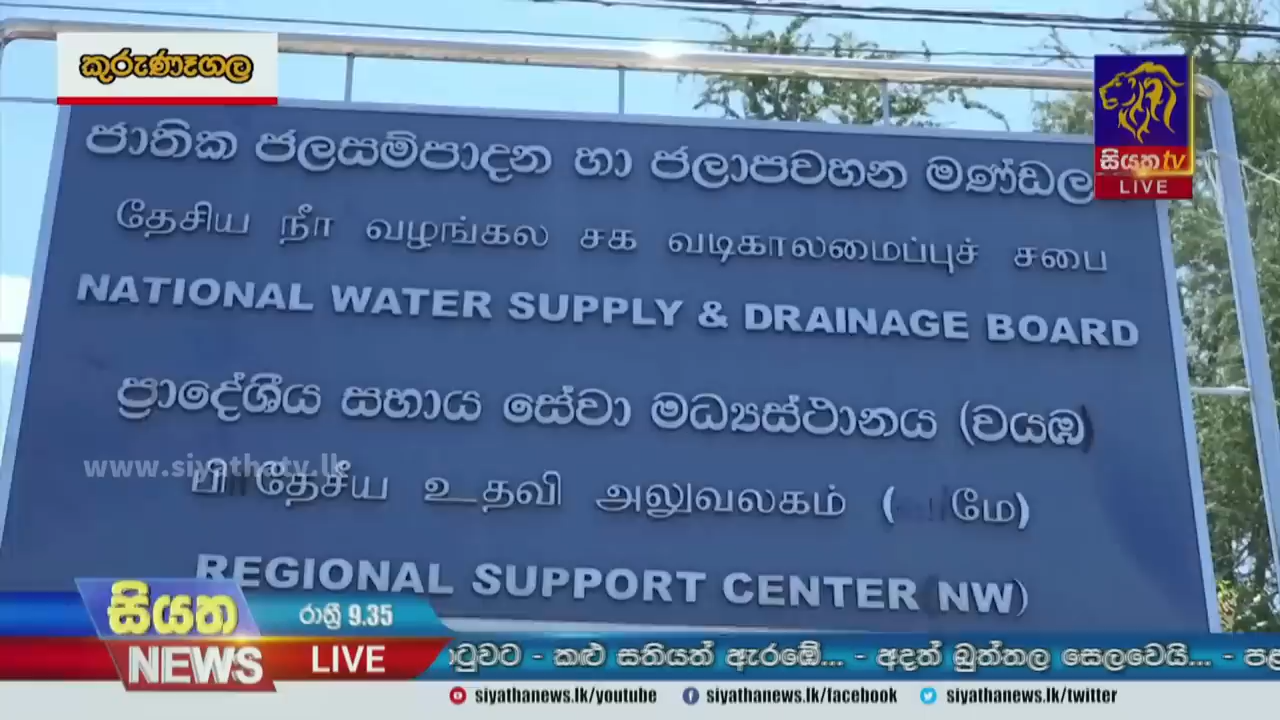 කුරුණෑගල
සියත tv
LIVE
ජාතික ජලසම්පාදන හා ජලාපවහන මණ්ඩල
தேசிய நீர் வழங்கல சக வடிகாலமைப்புச் சபை
NATIONAL WATER SUPPLY & DRAINAGE BOARD
ප්‍රාදේශීය සහාය සේවා මධ්‍යස්ථානය (වයඹ)
www.siyathatv.lk
உதவி அலுவலகம் ( மே)
REGIONAL SUPPORT CENTER NW)
සියත
NEWS
රාත්‍රී 9.35
LIVE
- කළු සතියත් ඇරඹේ... - අදත් බුත්තල සෙලවෙයි... -
siyathanews.lk/youtube siyathanews.lk/facebook siyathanews.lk/twitter